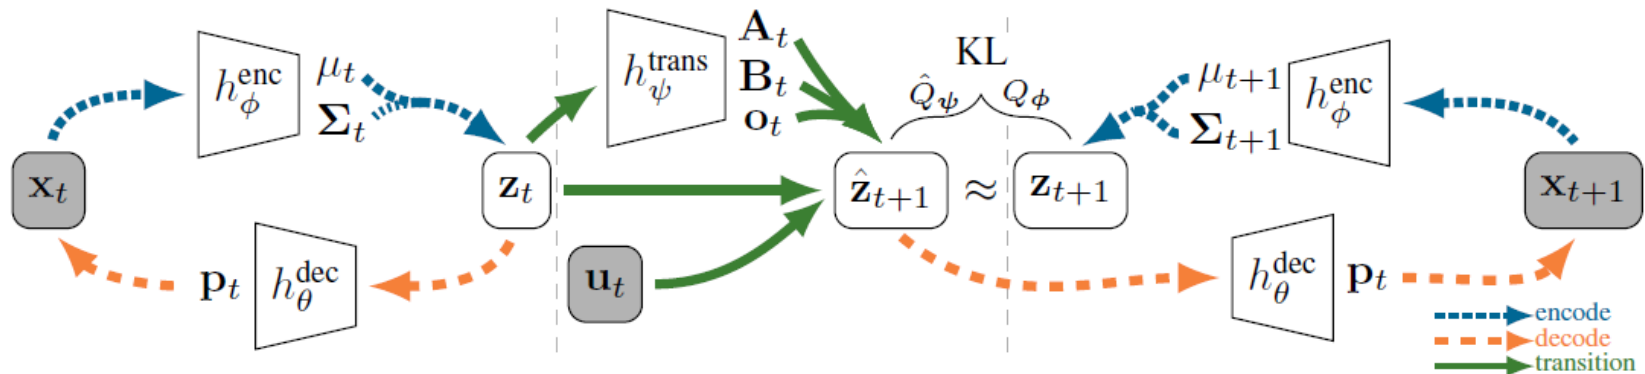 x_t
h_ϕ^enc
μ_t
Σ_t
z_t
p_t
h_θ^dec
h_ψ^trans
A_t
B_t
o_t
u_t
KL
Q̂_ψ
Q_ϕ
ẑ_{t+1} ≈ z_{t+1}
μ_{t+1}
Σ_{t+1}
h_ϕ^enc
x_{t+1}
h_θ^dec
p_t
encode
decode
transition